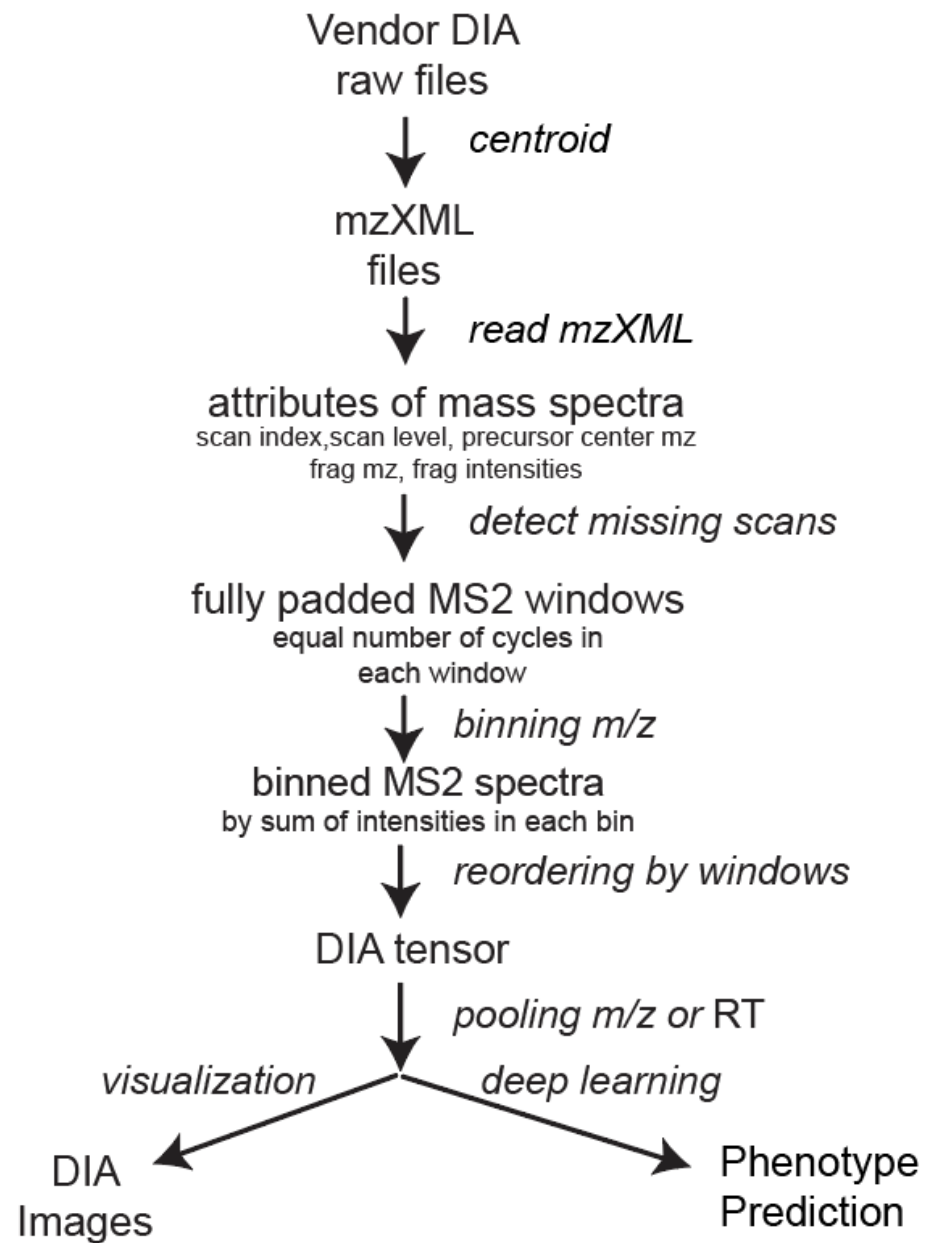 Vendor DIA
raw files
centroid
mzXML
files
read mzXML
attributes of mass spectra
scan index,scan level, precursor center mz
frag mz, frag intensities
detect missing scans
fully padded MS2 windows
equal number of cycles in
each window
binning m/z
binned MS2 spectra
by sum of intensities in each bin
reordering by windows
DIA tensor
pooling m/z or RT
visualization
deep learning
DIA
Images
Phenotype
Prediction